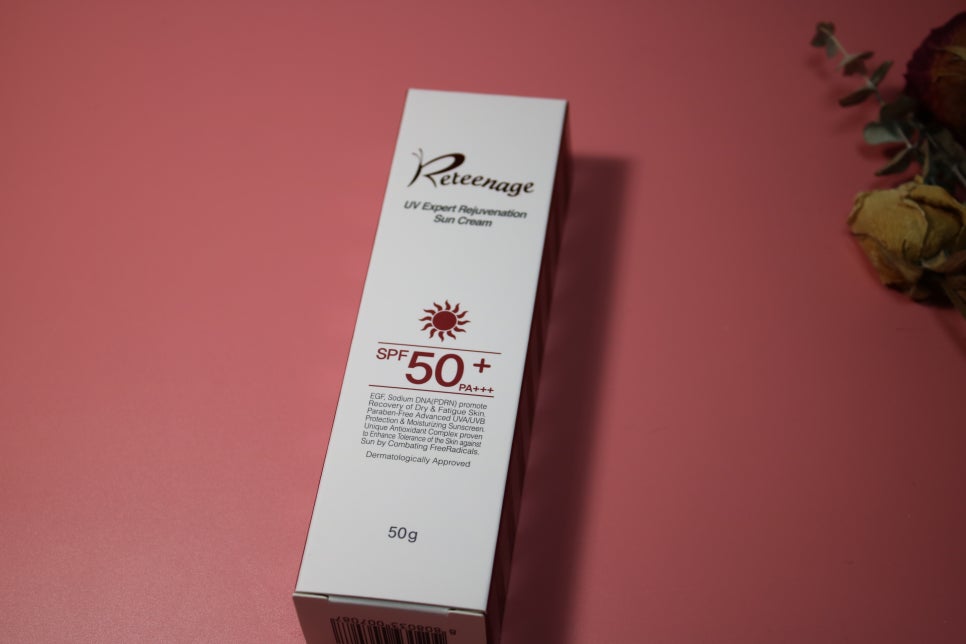 Reteenage
UV Expert Rejuvenation
Sun Cream
SPF 50+
PA+++
EGF, Sodium DNA(PDRN) promote
Recovery of Dry & Fatigue Skin.
Paraben-Free Advanced UVA/UVB
Protection & Moisturizing Sunscreen.
Unique Antioxidant Complex proven
to Enhance Tolerance of the Skin against
Sun by Combating FreeRadicals.
Dermatologically Approved
50g